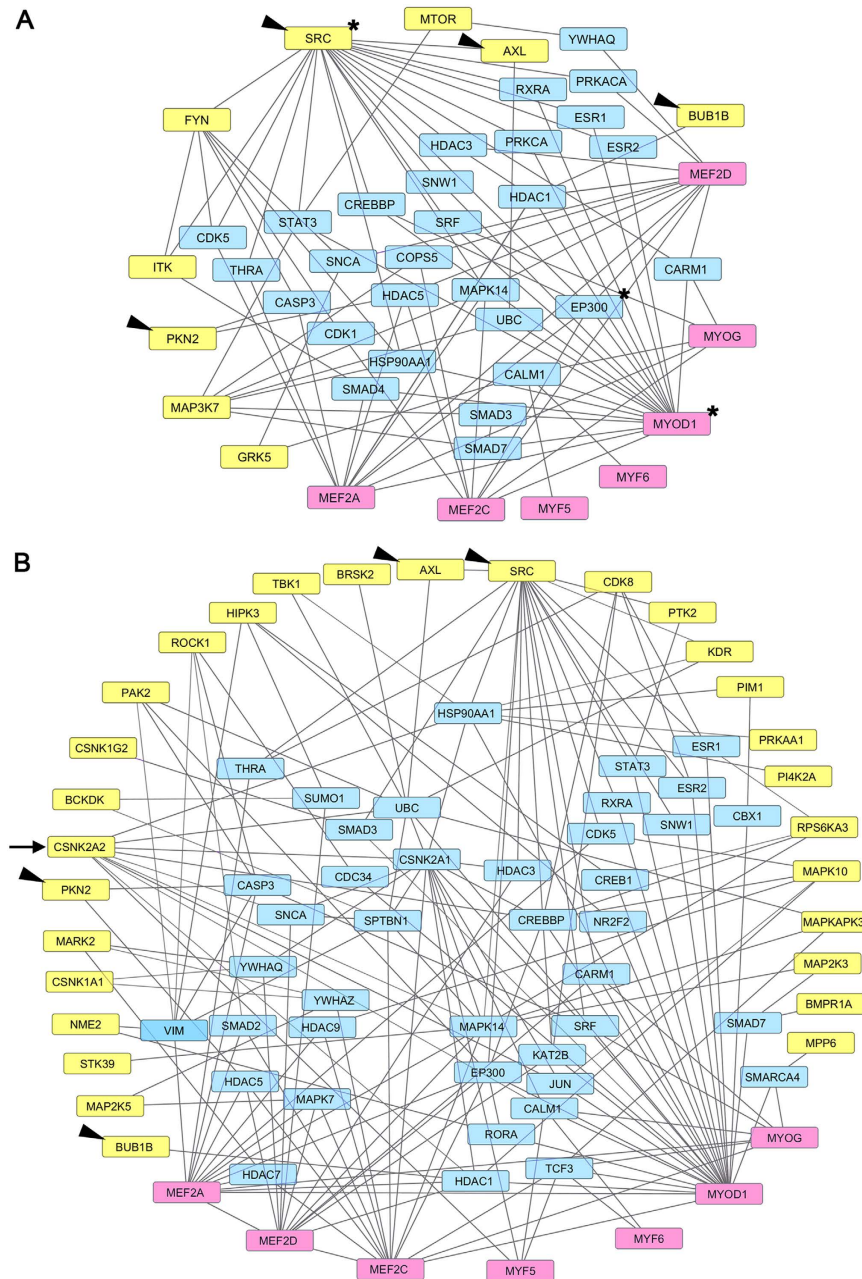 A
SRC *
MTOR
AXL
YWHAQ
PRKACA
RXRA
BUB1B
FYN
ESR1
HDAC3
PRKCA
ESR2
MEF2D
SNW1
CREBBP
HDAC1
STAT3
SRF
CDK5
SNCA
COPS5
ITK
THRA
CARM1
MAPK14
CASP3
HDAC5
EP300 *
UBC
PKN2
CDK1
MYOG
HSP90AA1
CALM1
SMAD4
MAP3K7
SMAD3
MYOD1 *
SMAD7
GRK5
MYF6
MEF2A
MEF2C
MYF5
B
AXL
SRC
BRSK2
TBK1
CDK8
HIPK3
PTK2
ROCK1
KDR
PAK2
PIM1
HSP90AA1
PRKAA1
CSNK1G2
ESR1
THRA
STAT3
PI4K2A
BCKDK
SUMO1
ESR2
UBC
RXRA
CBX1
SMAD3
SNW1
RPS6KA3
CDK5
CSNK2A2
CSNK2A1
HDAC3
MAPK10
CDC34
CREB1
PKN2
CASP3
SNCA
SPTBN1
CREBBP
NR2F2
MAPKAPK3
MARK2
YWHAQ
MAP2K3
CARM1
CSNK1A1
YWHAZ
BMPR1A
NME2
VIM
SMAD2
HDAC9
MAPK14
SRF
SMAD7
MPP6
KAT2B
STK39
EP300
HDAC5
JUN
SMARCA4
MAP2K5
MAPK7
CALM1
RORA
MYOG
BUB1B
HDAC7
TCF3
HDAC1
MEF2A
MYOD1
MYF6
MEF2D
MEF2C
MYF5